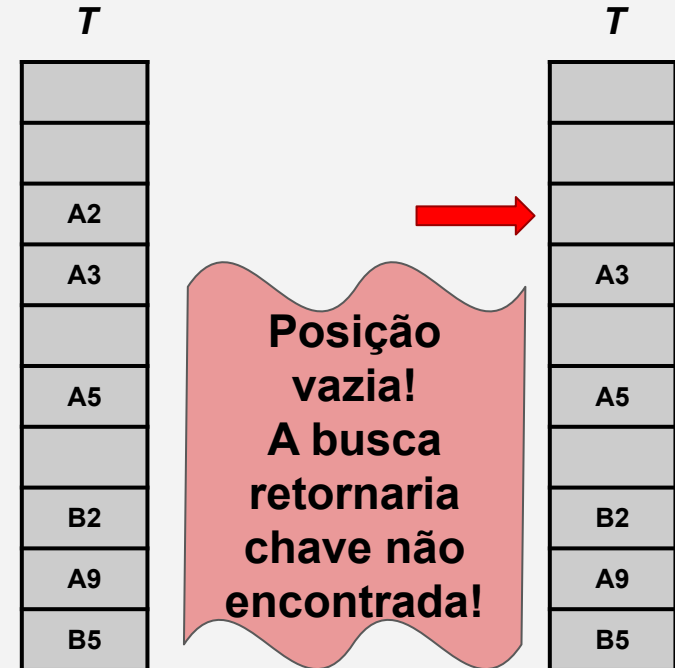 T
T
A2
A3
A5
B2
A9
B5
Posição
vazia!
A busca
retornaria
chave não
encontrada!
A3
A5
B2
A9
B5